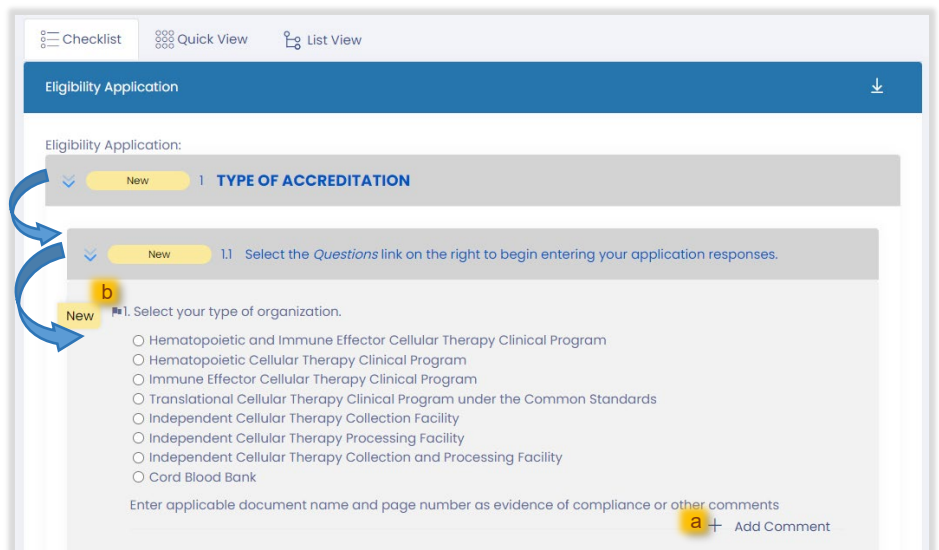 Checklist Quick View List View
Eligibility Application
Eligibility Application:
New 1 TYPE OF ACCREDITATION
New 1.1 Select the Questions link on the right to begin entering your application responses.
b
New 1. Select your type of organization.
Hematopoietic and Immune Effector Cellular Therapy Clinical Program
Hematopoietic Cellular Therapy Clinical Program
Immune Effector Cellular Therapy Clinical Program
Translational Cellular Therapy Clinical Program under the Common Standards
Independent Cellular Therapy Collection Facility
Independent Cellular Therapy Processing Facility
Independent Cellular Therapy Collection and Processing Facility
Cord Blood Bank
Enter applicable document name and page number as evidence of compliance or other comments
a + Add Comment